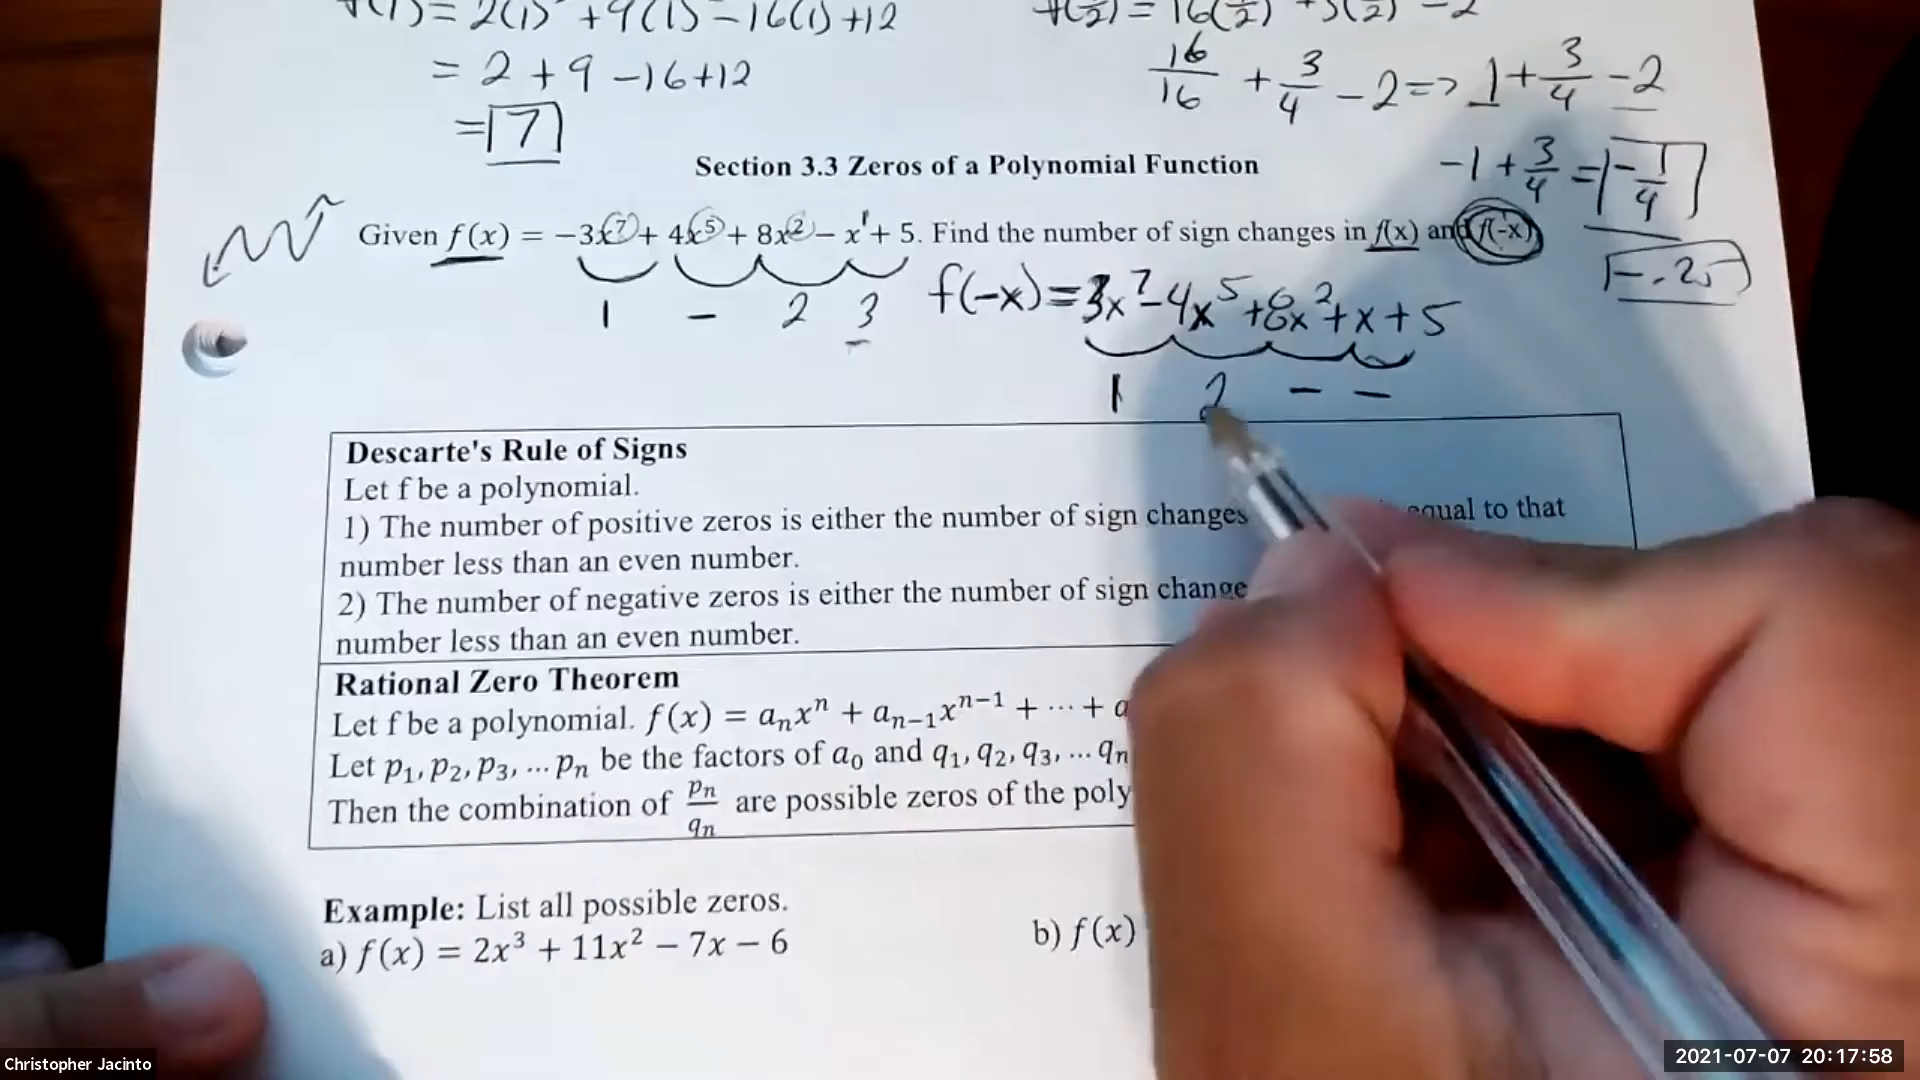 f(1) = 2(1) + 9(1) - 16(1) + 12
= 2 + 9 - 16 + 12
= 7
f(1/2) = 16(1/2) + 3(1/2) - 2
16/16 + 3/4 - 2 => 1 + 3/4 - 2
-1 + 3/4 = -1/4
-.25
Section 3.3 Zeros of a Polynomial Function
Given f(x) = −3x⁷ + 4x⁵ + 8x² − x¹ + 5. Find the number of sign changes in f(x) and f(-x)
1 - 2 3
f(-x) = 3x⁷ - 4x⁵ + 8x² + x + 5
1 2 - -
Descarte's Rule of Signs
Let f be a polynomial.
1) The number of positive zeros is either the number of sign changes equal to that
number less than an even number.
2) The number of negative zeros is either the number of sign change
number less than an even number.
Rational Zero Theorem
Let f be a polynomial. f(x) = aₙxⁿ + aₙ₋₁xⁿ⁻¹ + ⋯ + a
Let p₁, p₂, p₃, ... pₙ be the factors of a₀ and q₁, q₂, q₃, ... qₙ
Then the combination of pₙ/qₙ are possible zeros of the poly
Example: List all possible zeros.
a) f(x) = 2x³ + 11x² − 7x − 6
b) f(x)
Christopher Jacinto
2021-07-07 20:17:58